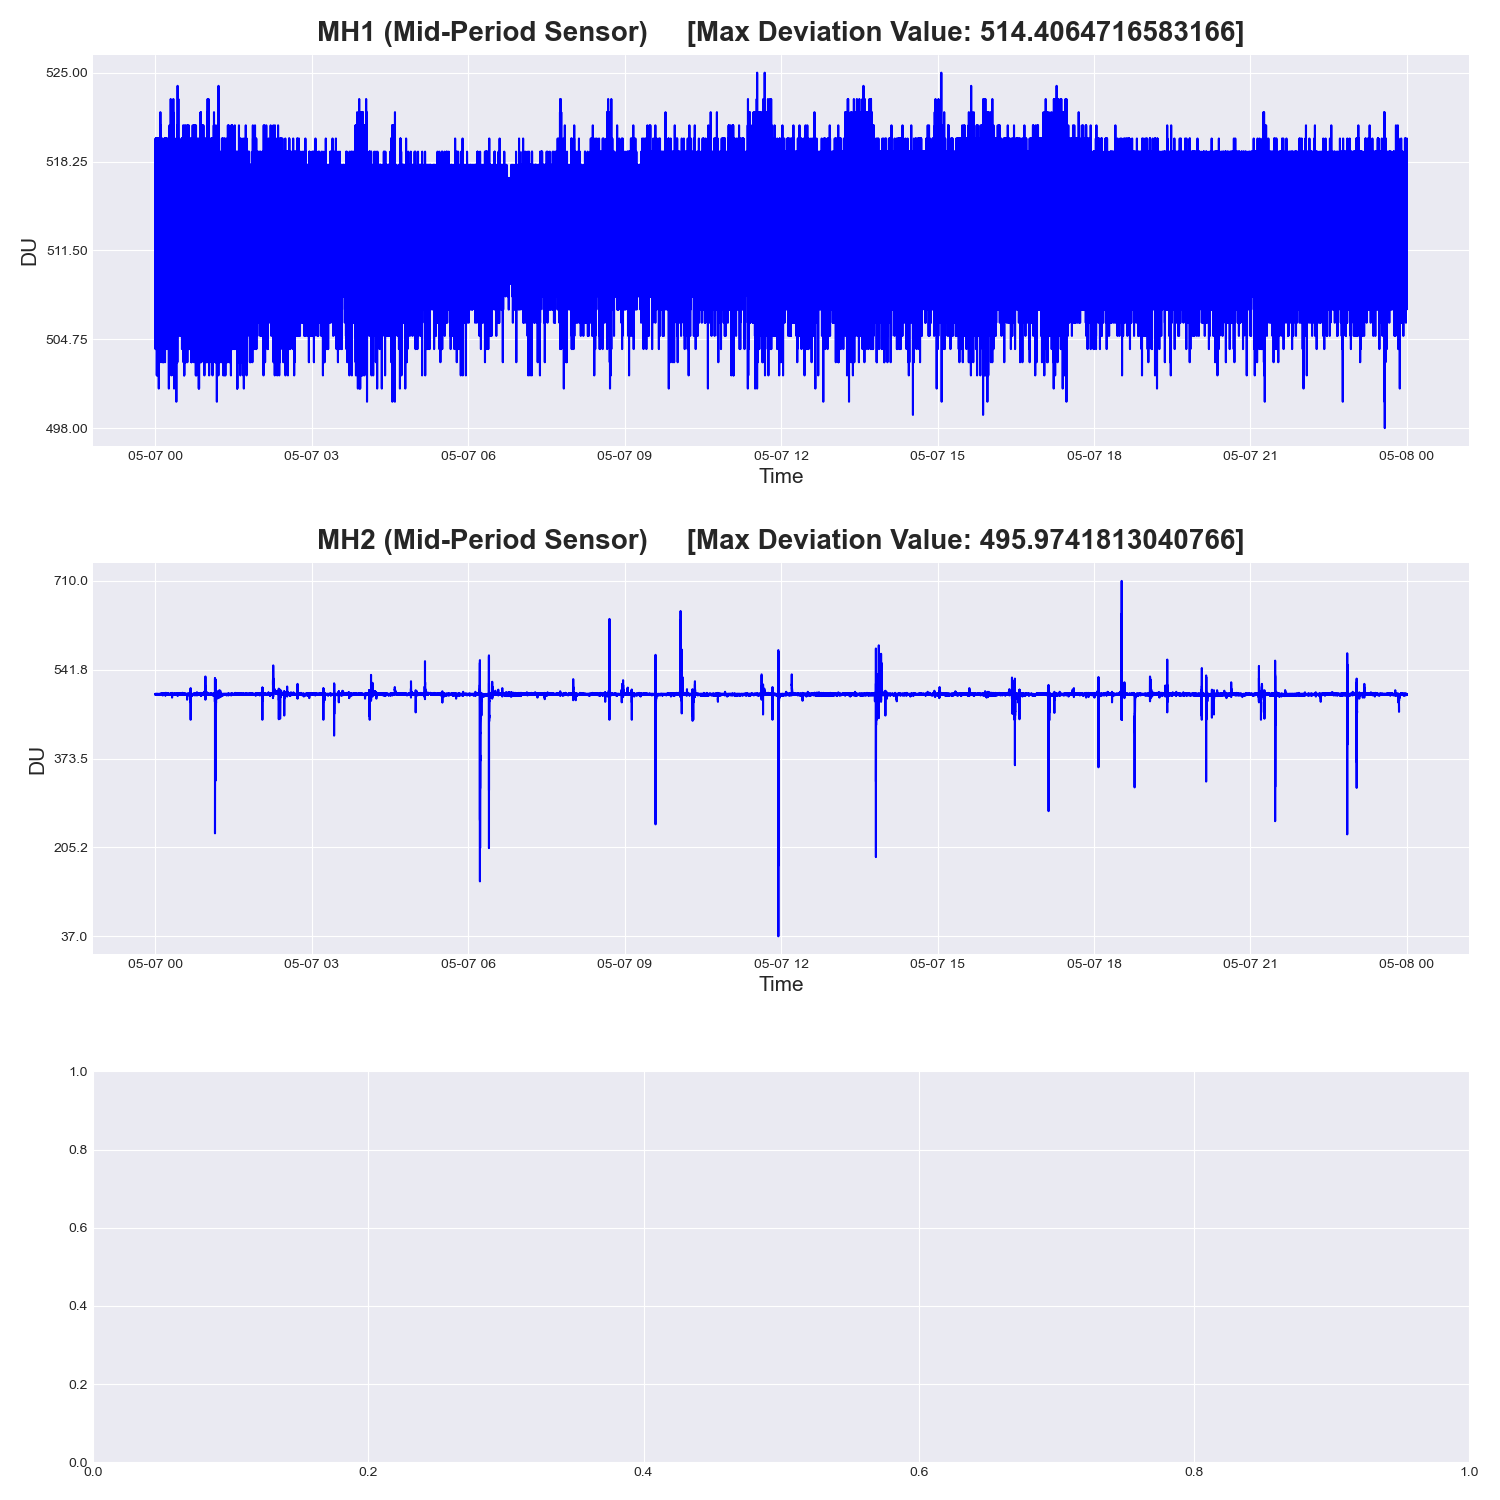 MH1 (Mid-Period Sensor) [Max Deviation Value: 514.4064716583166]
525.00
518.25
511.50
504.75
498.00
DU
05-07 00 05-07 03 05-07 06 05-07 09 05-07 12 05-07 15 05-07 18 05-07 21 05-08 00
Time
MH2 (Mid-Period Sensor) [Max Deviation Value: 495.9741813040766]
710.0
541.8
373.5
205.2
37.0
DU
05-07 00 05-07 03 05-07 06 05-07 09 05-07 12 05-07 15 05-07 18 05-07 21 05-08 00
Time
1.0
0.8
0.6
0.4
0.2
0.0
0.0 0.2 0.4 0.6 0.8 1.0